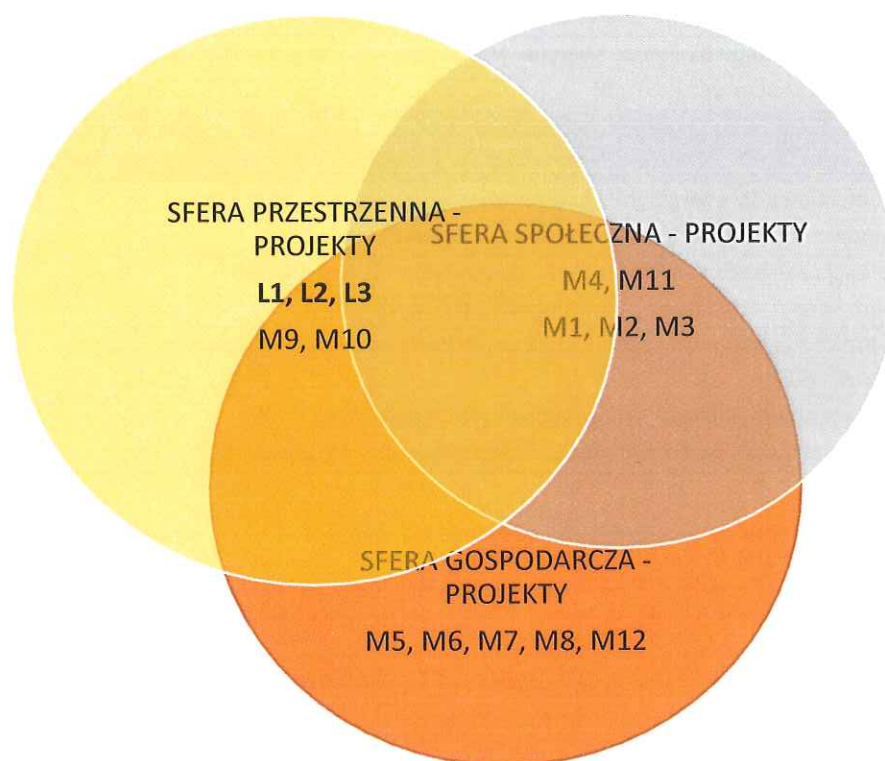 SFERA PRZESTRZENNA -
PROJEKTY
L1, L2, L3
M9, M10
SFERA SPOŁECZNA - PROJEKTY
M4, M11
M1, M2, M3
SFERA GOSPODARCZA -
PROJEKTY
M5, M6, M7, M8, M12